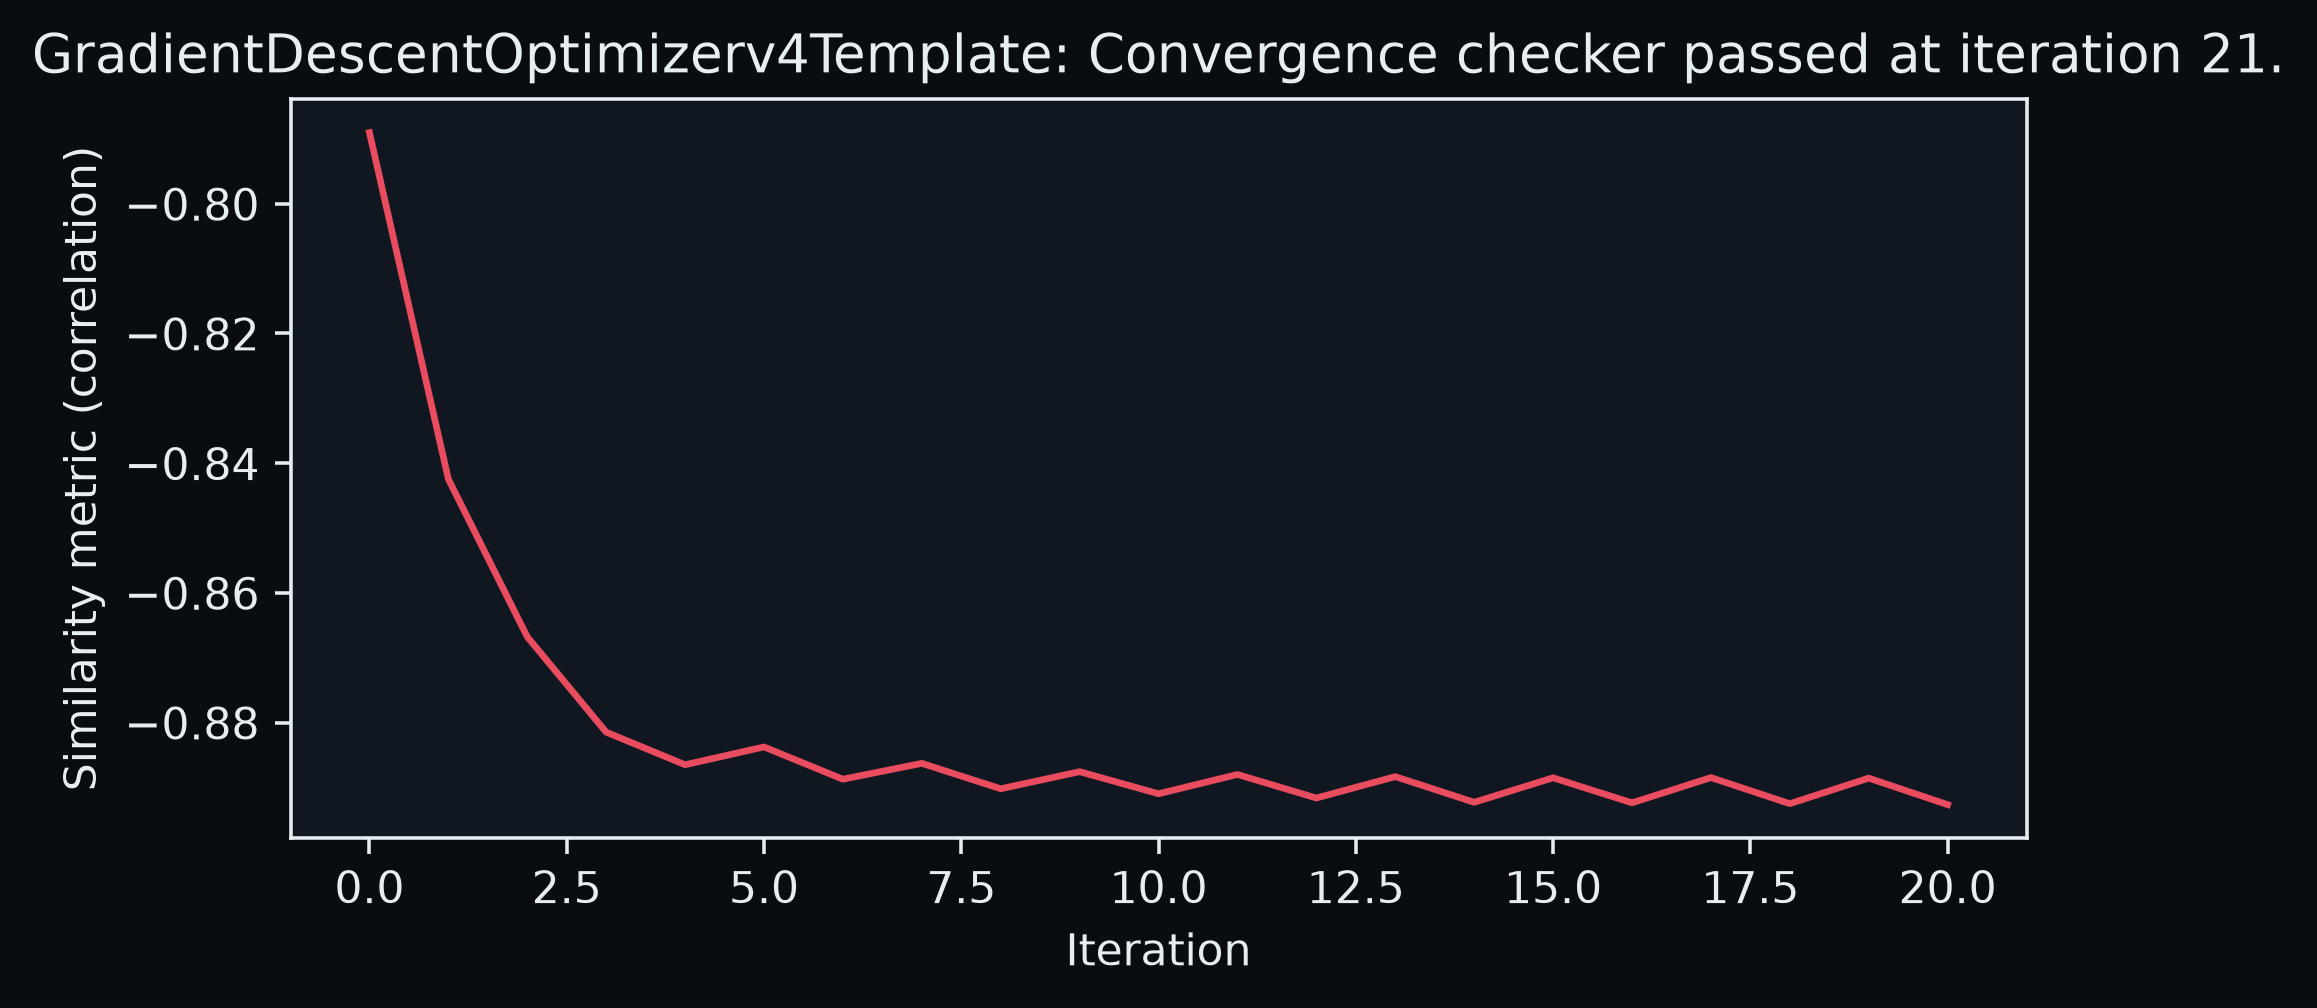 GradientDescentOptimizerv4Template: Convergence checker passed at iteration 21.
Similarity metric (correlation)
−0.80
−0.82
−0.84
−0.86
−0.88
0.0 2.5 5.0 7.5 10.0 12.5 15.0 17.5 20.0
Iteration